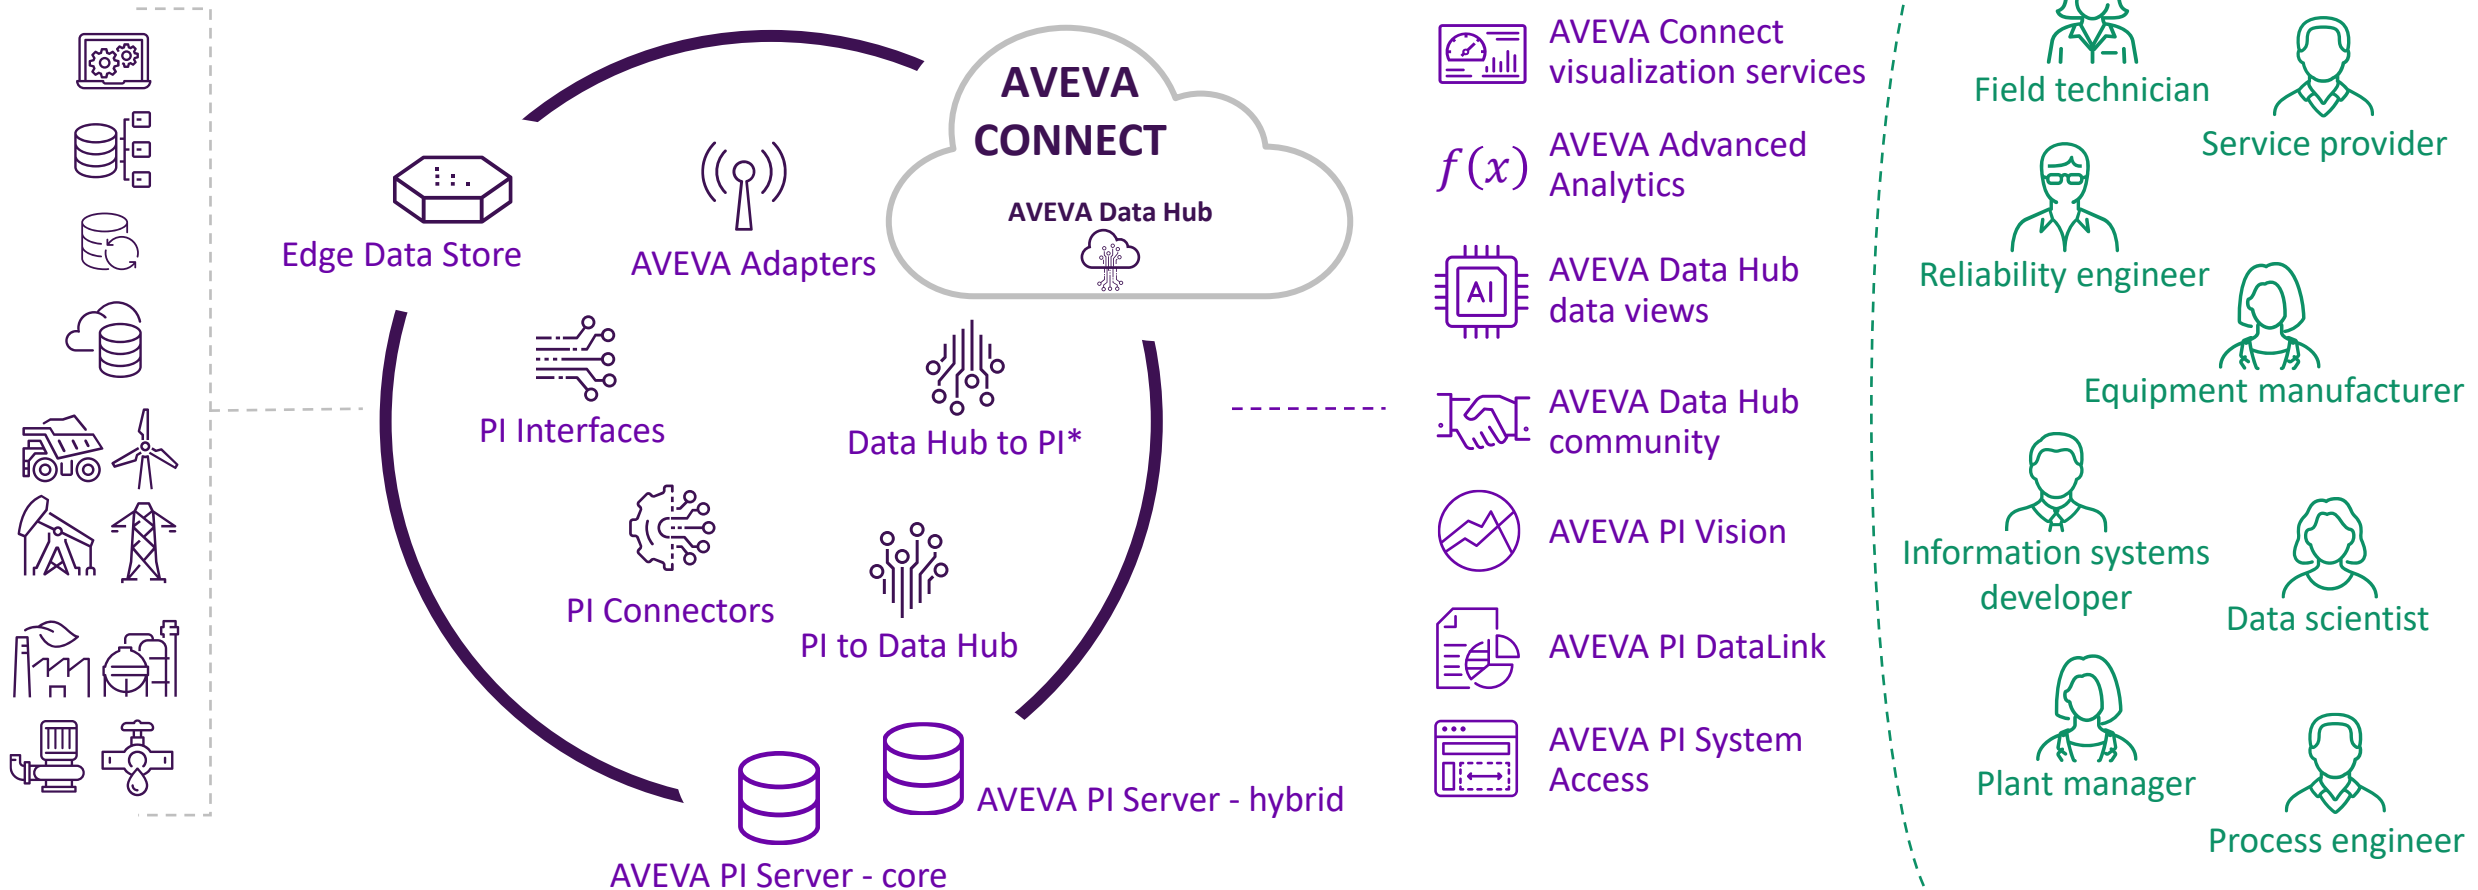 AVEVA
CONNECT
AVEVA Data Hub
Edge Data Store
AVEVA Adapters
PI Interfaces
Data Hub to PI*
PI Connectors
PI to Data Hub
AVEVA PI Server - hybrid
AVEVA PI Server - core
AVEVA Connect
visualization services
f(x)
AVEVA Advanced
Analytics
AI
AVEVA Data Hub
data views
AVEVA Data Hub
community
AVEVA PI Vision
AVEVA PI DataLink
AVEVA PI System
Access
Field technician
Service provider
Reliability engineer
Equipment manufacturer
Information systems
developer
Data scientist
Plant manager
Process engineer